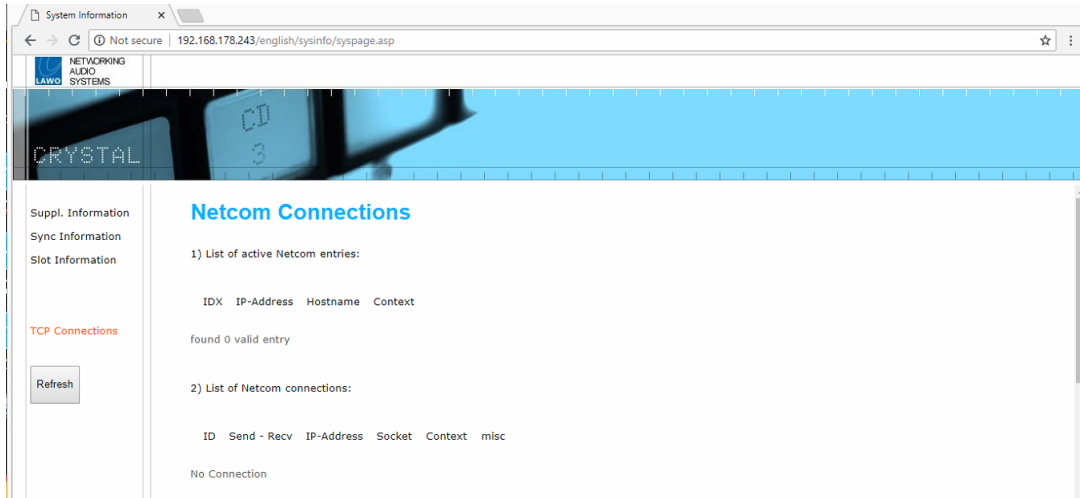 System Information
Not secure | 192.168.178.243/english/sysinfo/syspage.asp
LAWO
NETWORKING
AUDIO
SYSTEMS
CD
3
CRYSTAL
Suppl. Information
Sync Information
Slot Information
TCP Connections
Refresh
Netcom Connections
1) List of active Netcom entries:
IDX IP-Address Hostname Context
found 0 valid entry
2) List of Netcom connections:
ID Send - Recv IP-Address Socket Context misc
No Connection